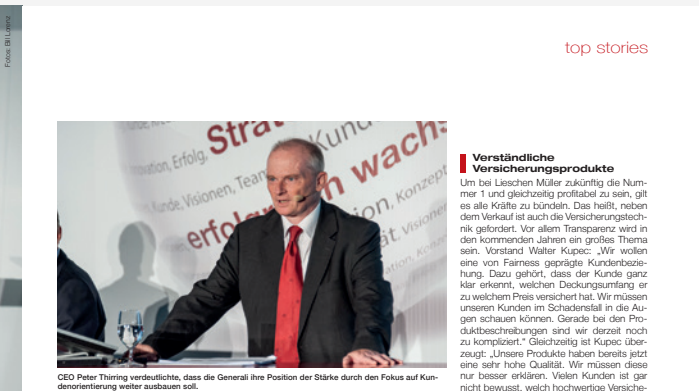 Fotos: Bill Lorenz
top stories
Strat
Kund
novation, Erfolg,
Kunde, Visionen, Team
erfolgreich wachs
ion, Konzept
ät, Visionen
CEO Peter Thirring verdeutlichte, dass die Generali ihre Position der Stärke durch den Fokus auf Kun-
denorientierung weiter ausbauen soll.
Verständliche
Versicherungsprodukte
Um bei Lieschen Müller zukünftig die Num-
mer 1 und gleichzeitig profitabel zu sein, gilt
es alle Kräfte zu bündeln. Das heißt, neben
dem Verkauf ist auch die Versicherungstech-
nik gefordert. Vor allem Transparenz wird in
den kommenden Jahren ein großes Thema
sein. Vorstand Walter Kupec: „Wir wollen
eine von Fairness geprägte Kundenbezie-
hung. Dazu gehört, dass der Kunde ganz
klar erkennt, welchen Deckungsumfang er
zu welchem Preis versichert hat. Wir müssen
unseren Kunden im Schadensfall in die Au-
gen schauen können. Gerade bei den Pro-
duktbeschreibungen sind wir derzeit noch
zu kompliziert.“ Gleichzeitig ist Kupec über-
zeugt: „Unsere Produkte haben bereits jetzt
eine sehr hohe Qualität. Wir müssen diese
nur besser erklären. Vielen Kunden ist gar
nicht bewusst, welch hochwertige Versiche-